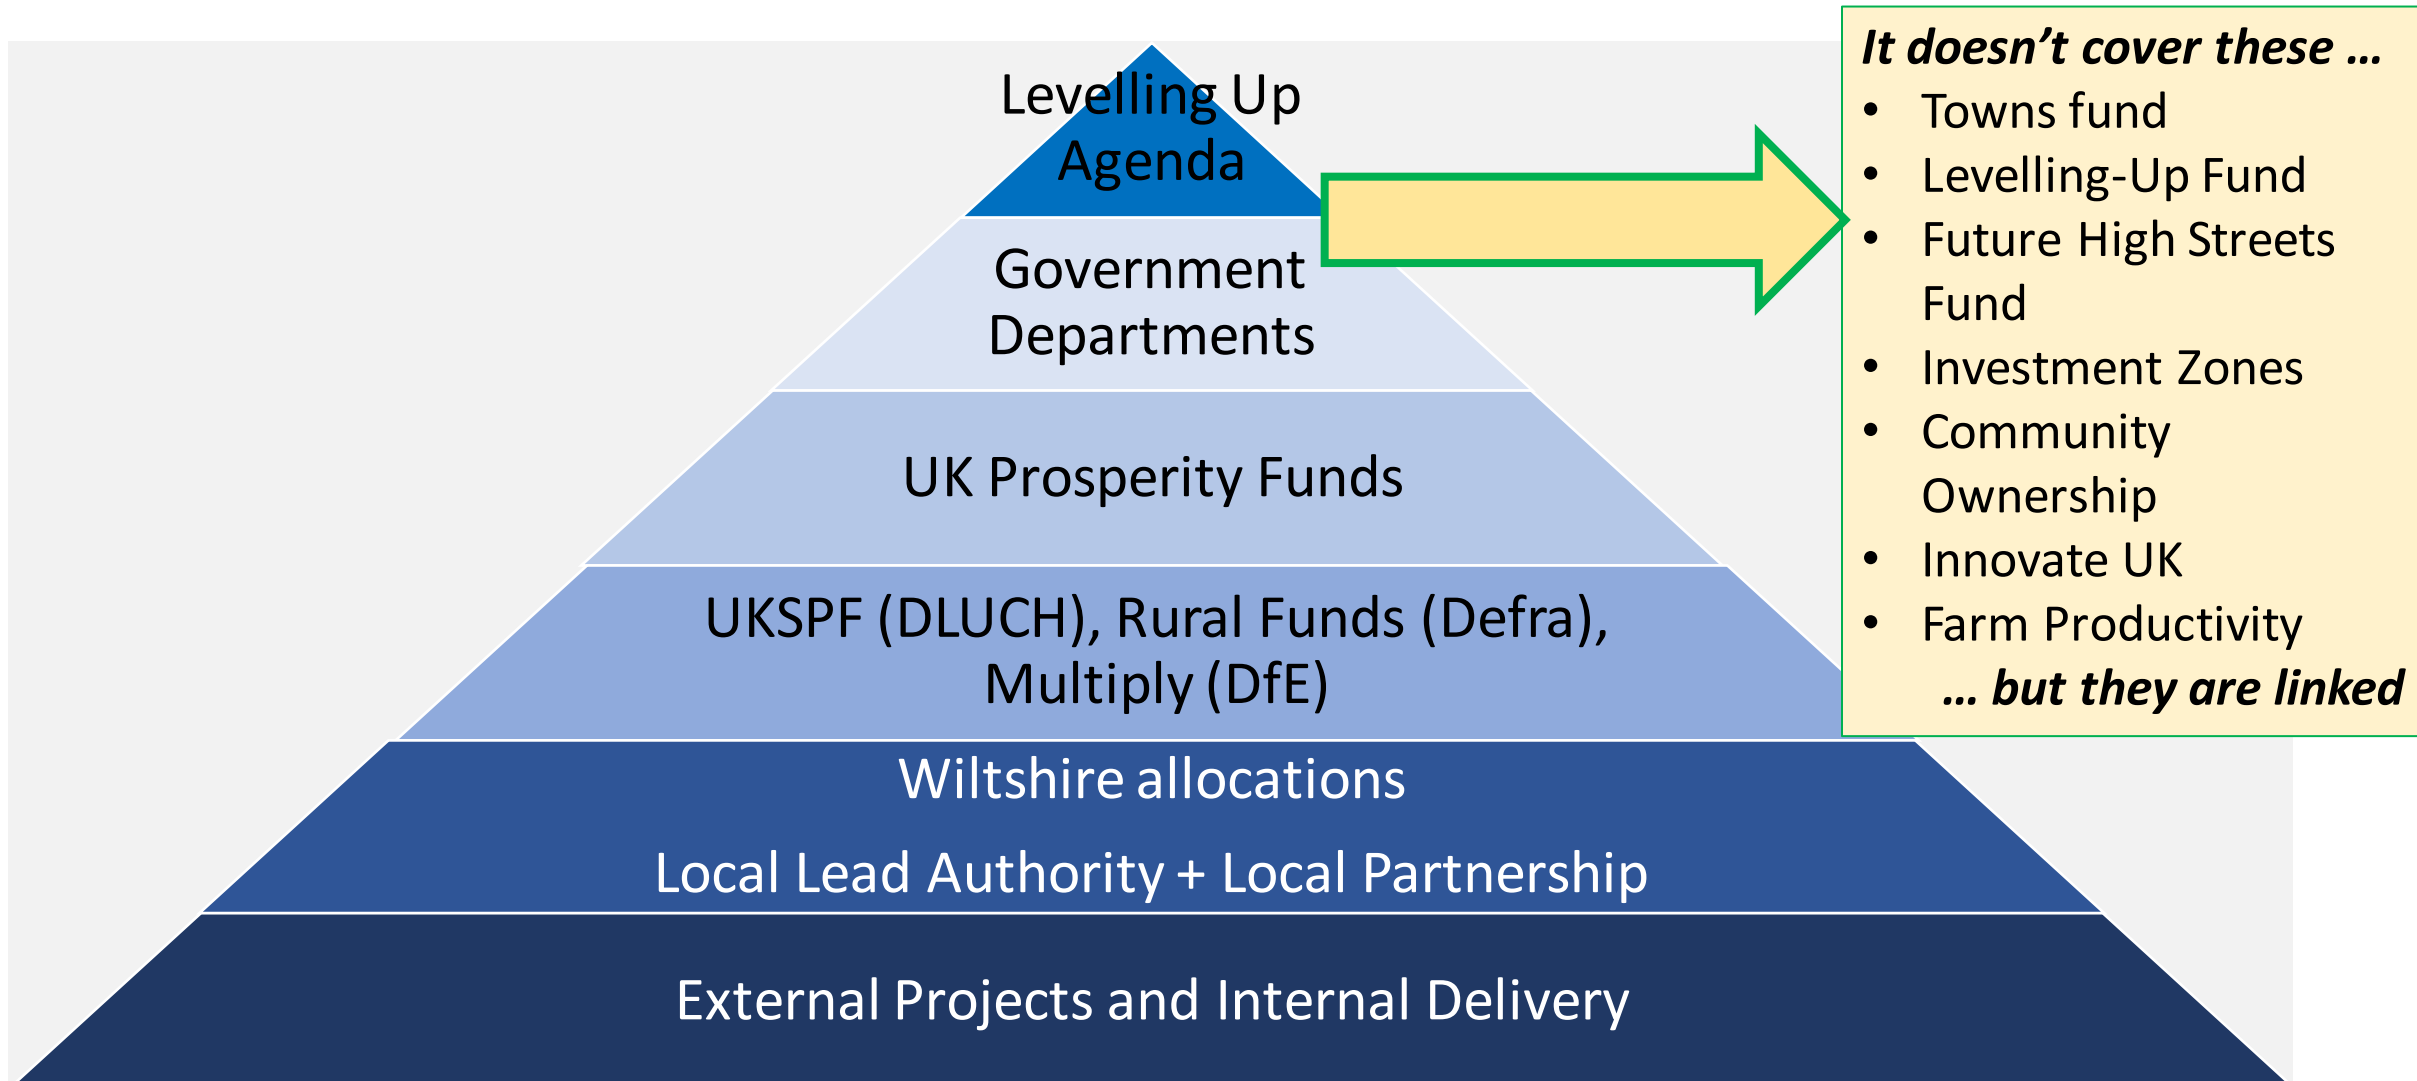 Levelling Up
Agenda
Government
Departments
UK Prosperity Funds
UKSPF (DLUCH), Rural Funds (Defra),
Multiply (DfE)
Wiltshire allocations
Local Lead Authority + Local Partnership
External Projects and Internal Delivery
It doesn’t cover these …
• Towns fund
• Levelling-Up Fund
• Future High Streets
Fund
• Investment Zones
• Community
Ownership
• Innovate UK
• Farm Productivity
… but they are linked